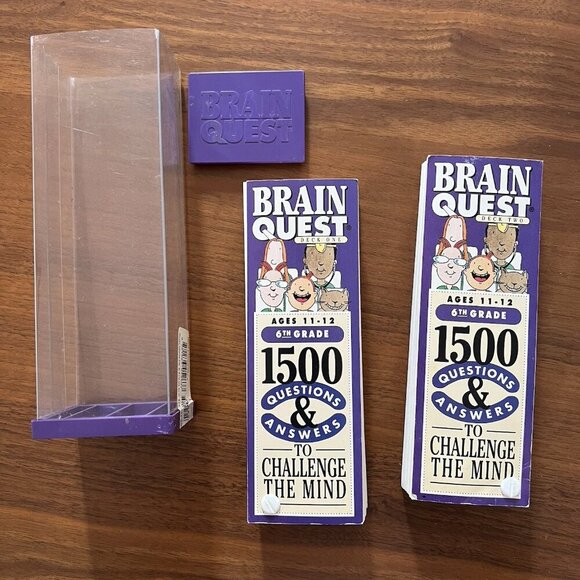 BRAIN
QUEST
BRAIN
QUEST®
DECK ONE
AGES 11-12
6TH GRADE
1500
QUESTIONS
&
ANSWERS
TO
CHALLENGE
THE MIND
BRAIN
QUEST®
DECK TWO
AGES 11-12
6TH GRADE
1500
QUESTIONS
&
ANSWERS
TO
CHALLENGE
THE MIND